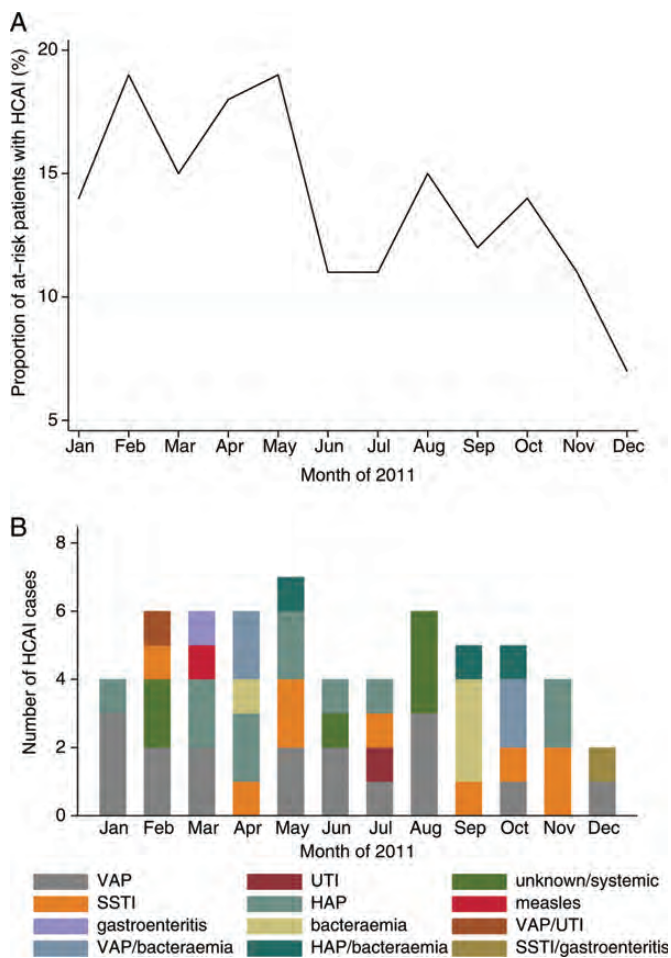 A
Proportion of at-risk patients with HCAI (%)
20
15
10
5
Jan Feb Mar Apr May Jun Jul Aug Sep Oct Nov Dec
Month of 2011
B
Number of HCAI cases
8
6
4
2
0
Jan Feb Mar Apr May Jun Jul Aug Sep Oct Nov Dec
Month of 2011
VAP UTI unknown/systemic
SSTI HAP measles
gastroenteritis bacteraemia VAP/UTI
VAP/bacteraemia HAP/bacteraemia SSTI/gastroenteritis